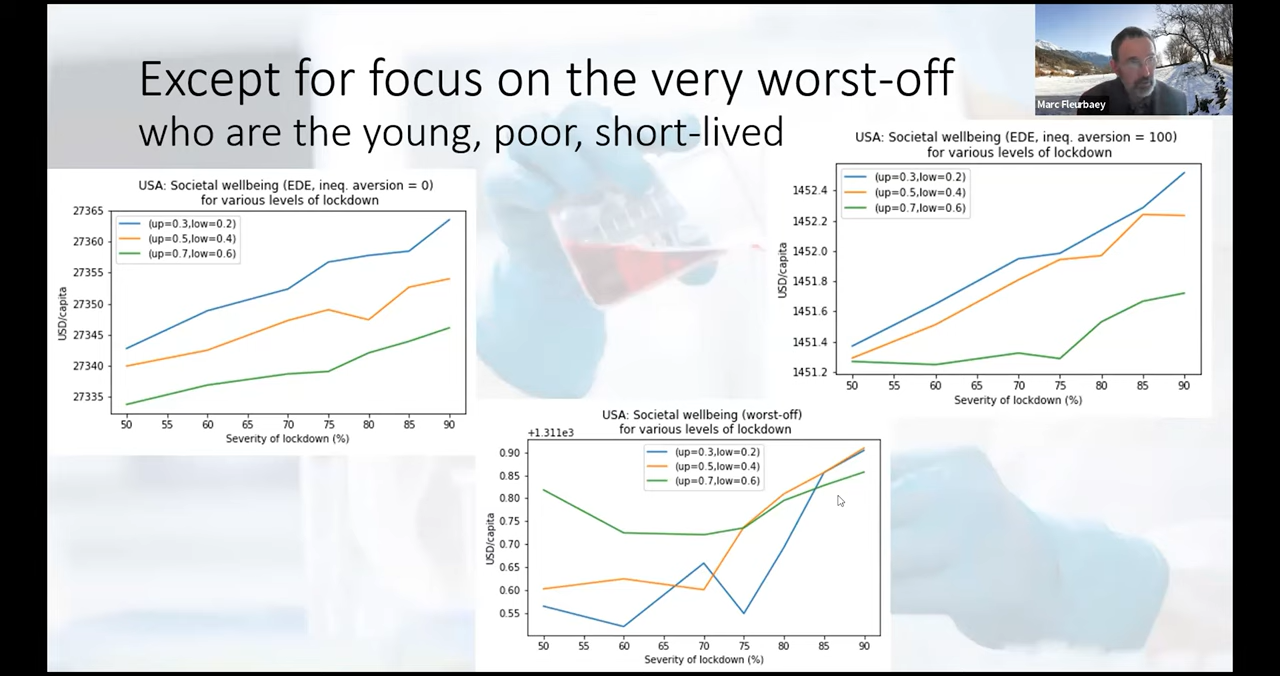 Except for focus on the very worst-off
who are the young, poor, short-lived
Marc Fleurbaey
USA: Societal wellbeing (EDE, ineq. aversion = 0)
for various levels of lockdown
(up=0.3,low=0.2)
(up=0.5,low=0.4)
(up=0.7,low=0.6)
27365
27360
27355
27350
27345
27340
27335
USD/capita
50 55 60 65 70 75 80 85 90
Severity of lockdown (%)
USA: Societal wellbeing (EDE, ineq. aversion = 100)
for various levels of lockdown
(up=0.3,low=0.2)
(up=0.5,low=0.4)
(up=0.7,low=0.6)
1452.4
1452.2
1452.0
1451.8
1451.6
1451.4
1451.2
USD/capita
50 55 60 65 70 75 80 85 90
Severity of lockdown (%)
USA: Societal wellbeing (worst-off)
for various levels of lockdown
+1.311e3
(up=0.3,low=0.2)
(up=0.5,low=0.4)
(up=0.7,low=0.6)
0.90
0.85
0.80
0.75
0.70
0.65
0.60
0.55
USD/capita
50 55 60 65 70 75 80 85 90
Severity of lockdown (%)